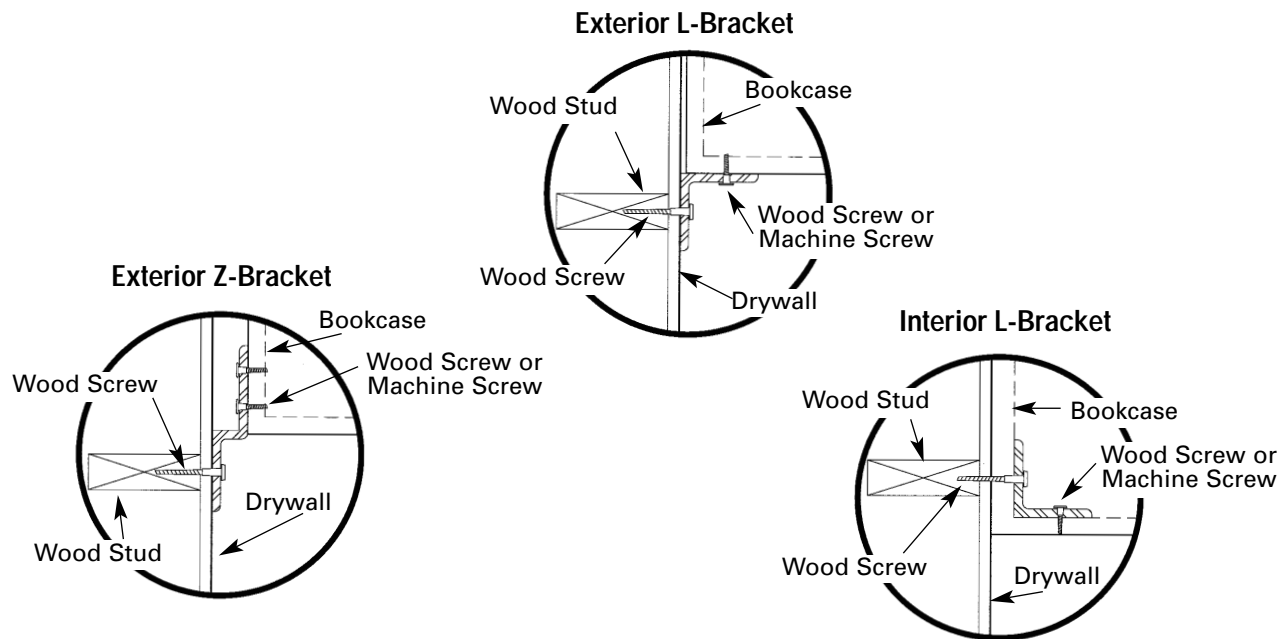 Exterior L-Bracket
Bookcase
Wood Stud
Wood Screw or
Machine Screw
Wood Screw
Drywall
Exterior Z-Bracket
Bookcase
Wood Screw or
Machine Screw
Wood Screw
Drywall
Wood Stud
Interior L-Bracket
Wood Stud
Bookcase
Wood Screw or
Machine Screw
Wood Screw
Drywall